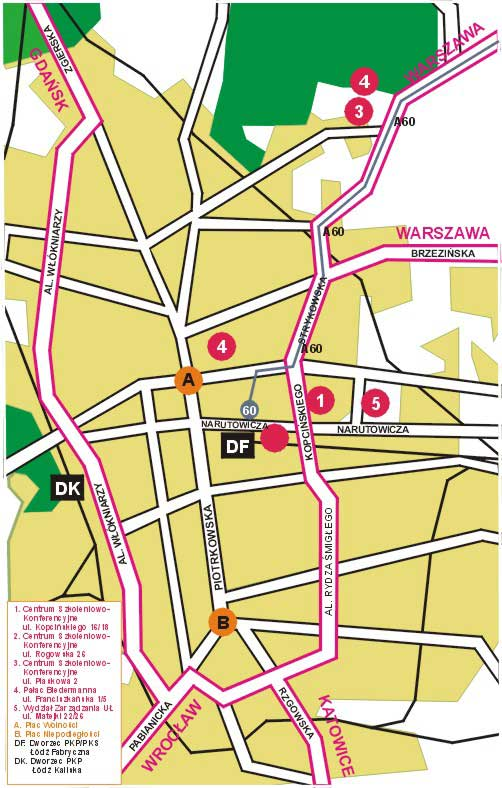 ZGIERSKA
GDAŃSK
WARSZAWA
4
3
A60
AL. WŁÓKNIARZY
A60
WARSZAWA
BRZEZIŃSKA
STRYKOWSKA
4
A60
A
60
1
5
KOPCIŃSKIEGO
NARUTOWICZA
NARUTOWICZA
DF
DK
AL. WŁÓKNIARZY
PIOTRKOWSKA
AL. RYDZA ŚMIGŁEGO
B
PABIANICKA
WROCŁAW
RZGOWSKA
KATOWICE
1. Centrum Szkoleniowo-
Konferencyjne
ul. Kopcińskiego 16/18
2. Centrum Szkoleniowo-
Konferencyjne
ul. Rogowska 26
3. Centrum Szkoleniowo-
Konferencyjne
ul. Piaskowa 2
4. Pałac Biedermanna
ul. Franciszkańska 1/5
5. Wydział Zarządzania UŁ
ul. Matejki 22/26
A. Plac Wolności
B. Plac Niepodległości
DF. Dworzec PKP/PKS
Łódź Fabryczna
DK. Dworzec PKP
Łódź Kaliska